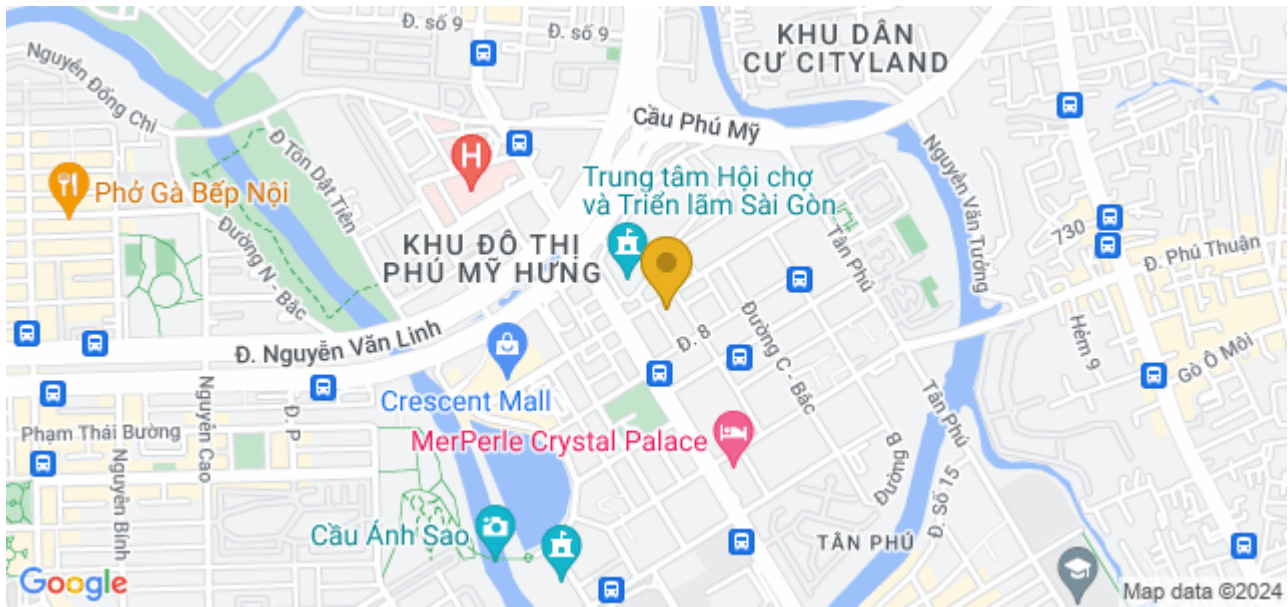 Đ. số 9
Đ. số 9
KHU DÂN
CƯ CITYLAND
Nguyễn Đổng Chi
Cầu Phú Mỹ
Đ Tôn Dật Tiên
H
Trung tâm Hội chợ
và Triển lãm Sài Gòn
Nguyễn Văn Tường
Phở Gà Bếp Nội
Đường N - Bắc
KHU ĐÔ THỊ
PHÚ MỸ HƯNG
Tân Phú
730
Đ. Phú Thuận
Đ. Nguyễn Văn Linh
Đ. 8
Đường C - Bắc
Hẻm 9
Gò Ô Môi
Crescent Mall
Nguyễn Cao
Đ. P
Phạm Thái Bường
MerPerle Crystal Palace
Tân Phú
Nguyễn Bính
Đường B
Đ. Số 15
Cầu Ánh Sao
TÂN PHÚ
Google
Map data ©2024